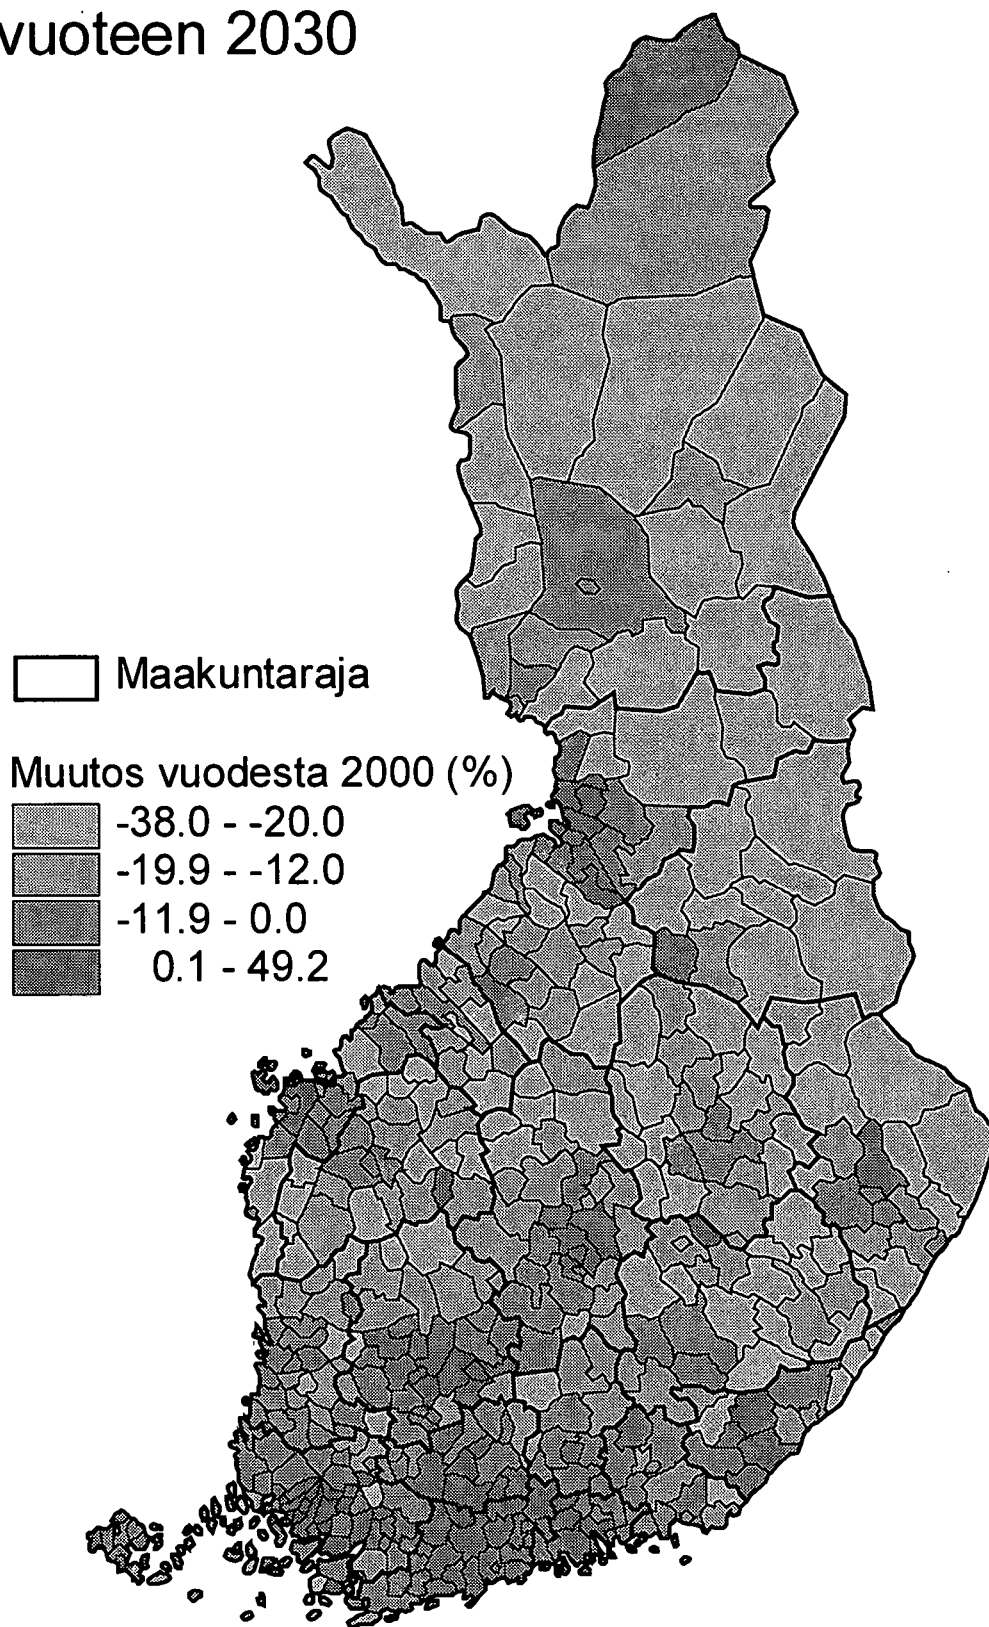 vuoteen 2030
Maakuntaraja
Muutos vuodesta 2000 (%)
-38.0 - -20.0
-19.9 - -12.0
-11.9 - 0.0
0.1 - 49.2